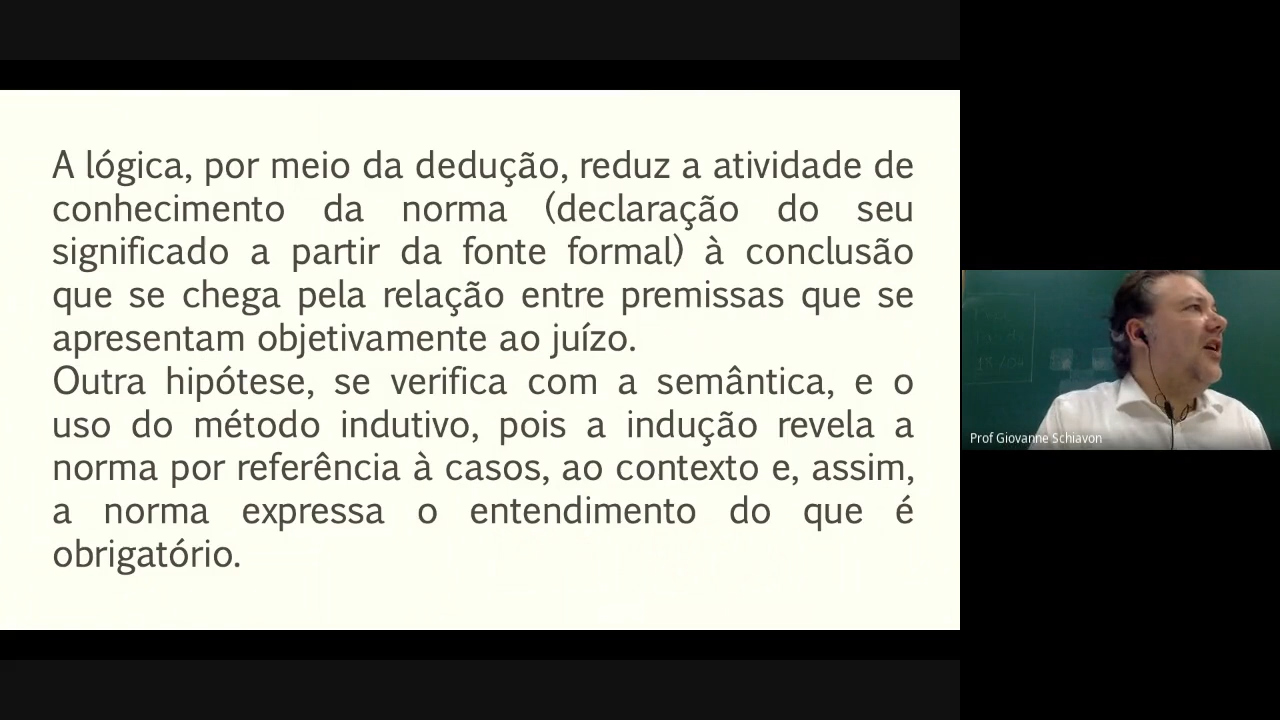 A lógica, por meio da dedução, reduz a atividade de
conhecimento da norma (declaração do seu
significado a partir da fonte formal) à conclusão
que se chega pela relação entre premissas que se
apresentam objetivamente ao juízo.
Outra hipótese, se verifica com a semântica, e o
uso do método indutivo, pois a indução revela a
norma por referência à casos, ao contexto e, assim,
a norma expressa o entendimento do que é
obrigatório.
Prof Giovanne Schiavon